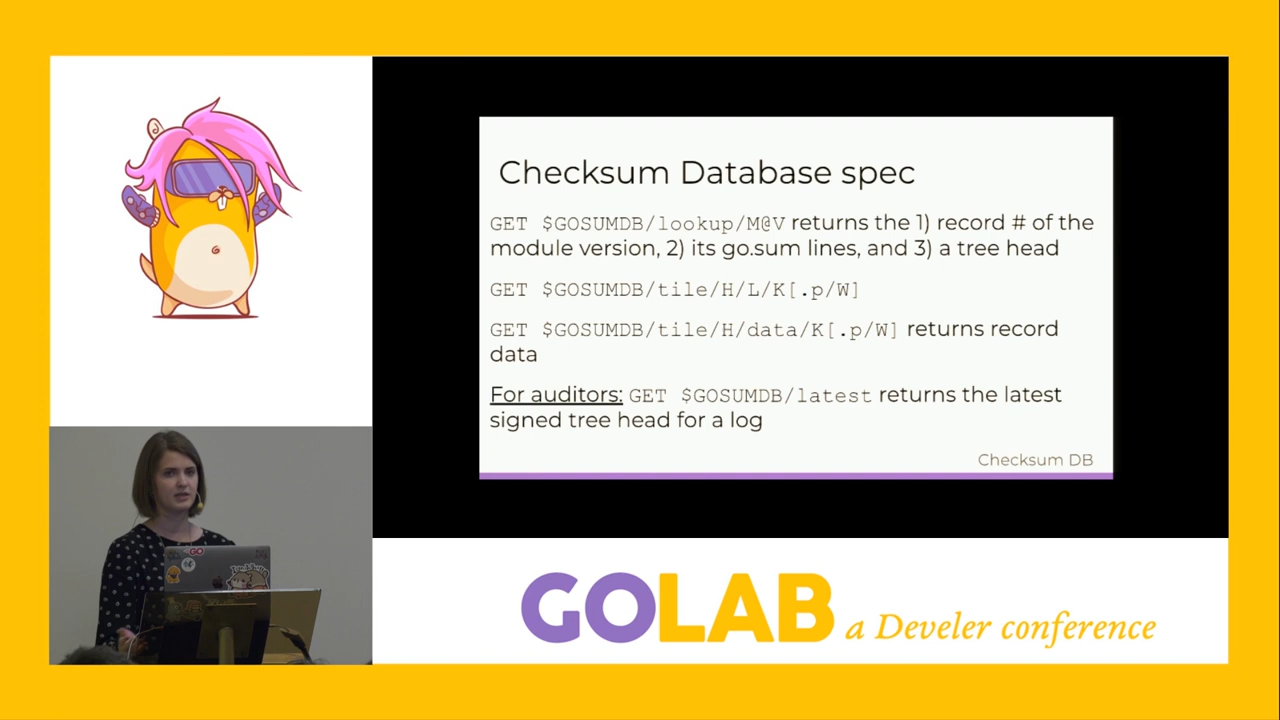 Checksum Database spec
GET $GOSUMDB/lookup/M@V returns the 1) record # of the
module version, 2) its go.sum lines, and 3) a tree head
GET $GOSUMDB/tile/H/L/K[.p/W]
GET $GOSUMDB/tile/H/data/K[.p/W] returns record
data
For auditors: GET $GOSUMDB/latest returns the latest
signed tree head for a log
Checksum DB
GO
GOLAB a Develer conference